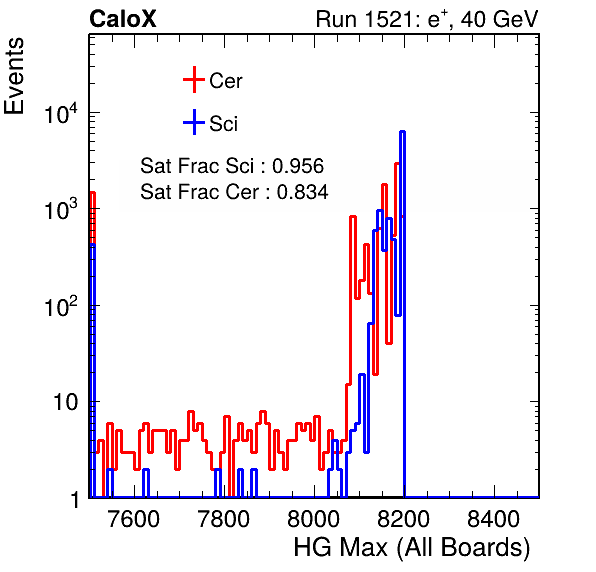 CaloX Run 1521: e⁺, 40 GeV
Events
Cer
Sci
Sat Frac Sci : 0.956
Sat Frac Cer : 0.834
10⁴
10³
10²
10
1
7600 7800 8000 8200 8400
HG Max (All Boards)